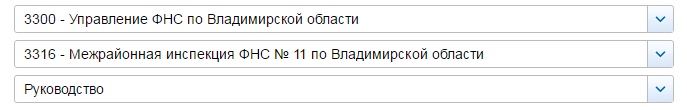 3300 - Управление ФНС по Владимирской области
3316 - Межрайонная инспекция ФНС № 11 по Владимирской области
Руководство